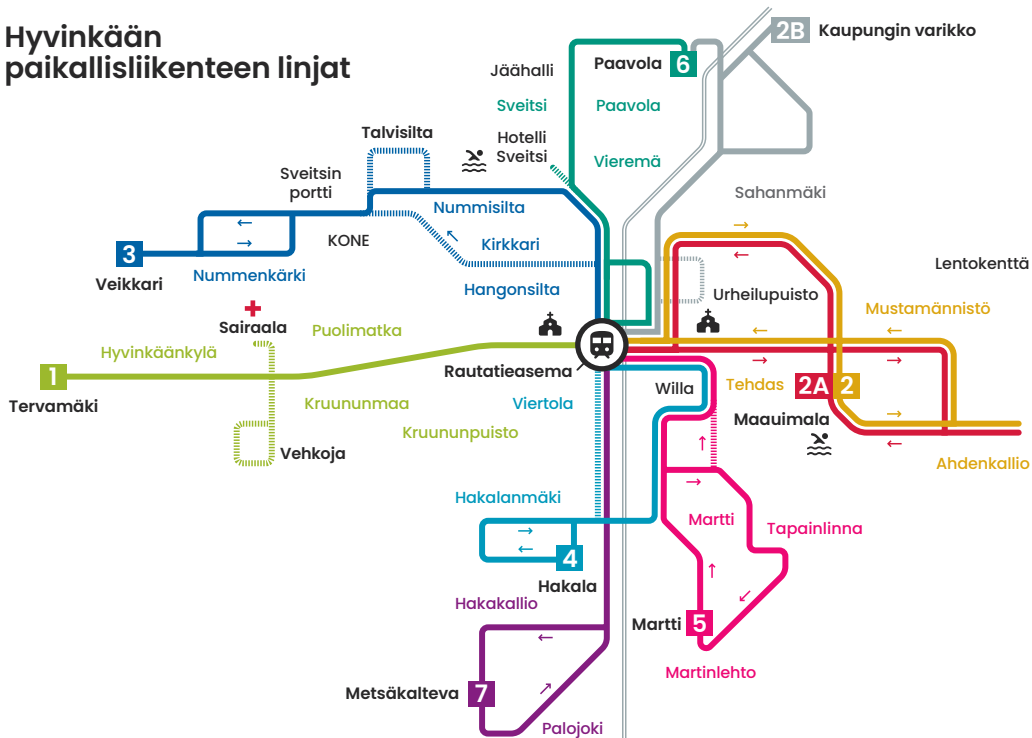 Hyvinkään
paikallisliikenteen linjat
2B Kaupungin varikko
Paavola 6
Jäähalli
Sveitsi
Paavola
Hotelli
Sveitsi
Vieremä
Talvisilta
Sveitsin
portti
Sahanmäki
Nummisilta
KONE
Kirkkari
3
Veikkari
Nummenkärki
Hangonsilta
Lentokenttä
Urheilupuisto
Mustamännistö
Sairaala
Puolimatka
Hyvinkäänkylä
1
Tervamäki
Rautatieasema
Willa
Tehdas
2A 2
Maauimala
Kruununmaa
Viertola
Kruununpuisto
Vehkoja
Ahdenkallio
Hakalanmäki
Martti
Tapainlinna
4
Hakala
Hakakallio
Martti 5
Martinlehto
Metsäkalteva 7
Palojoki